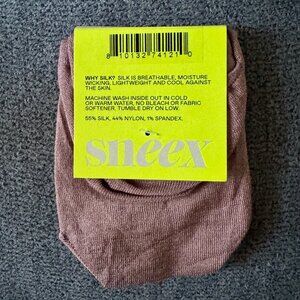 8 10132 74121 0
WHY SILK? SILK IS BREATHABLE, MOISTURE
WICKING, LIGHTWEIGHT AND COOL AGAINST
THE SKIN.
MACHINE WASH INSIDE OUT IN COLD
OR WARM WATER, NO BLEACH OR FABRIC
SOFTENER. TUMBLE DRY ON LOW.
55% SILK, 44% NYLON, 1% SPANDEX.
sneex